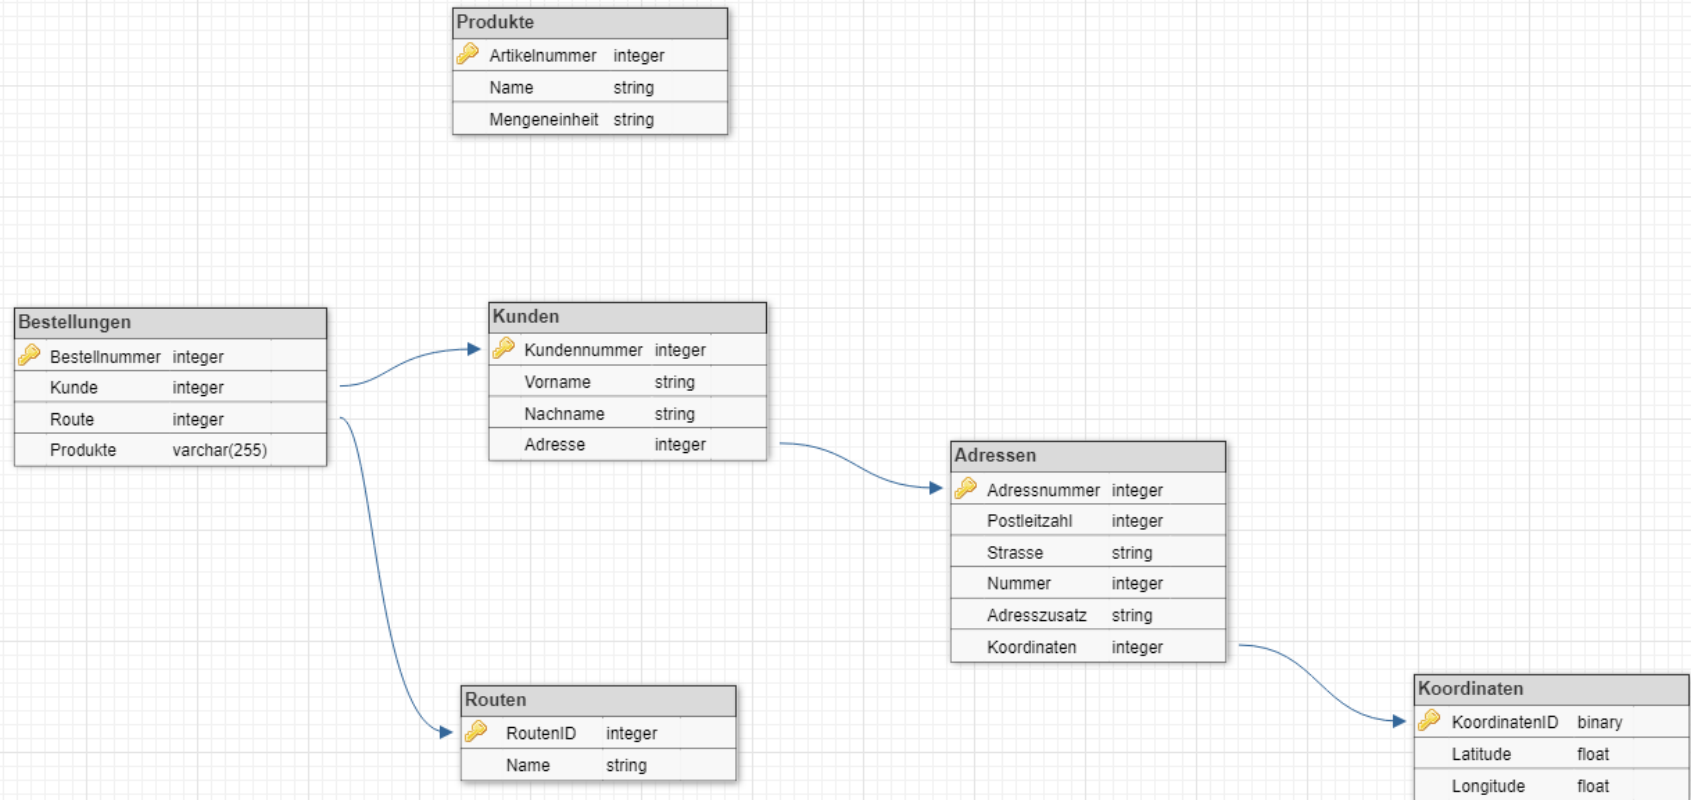 Produkte
Artikelnummer integer
Name string
Mengeneinheit string
Bestellungen
Bestellnummer integer
Kunde integer
Route integer
Produkte varchar(255)
Kunden
Kundennummer integer
Vorname string
Nachname string
Adresse integer
Adressen
Adressnummer integer
Postleitzahl integer
Strasse string
Nummer integer
Adresszusatz string
Koordinaten integer
Routen
RoutenID integer
Name string
Koordinaten
KoordinatenID binary
Latitude float
Longitude float